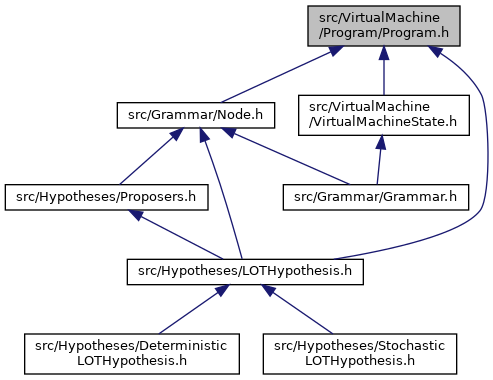 src/VirtualMachine
/Program/Program.h
src/Grammar/Node.h
src/VirtualMachine
/VirtualMachineState.h
src/Hypotheses/Proposers.h
src/Grammar/Grammar.h
src/Hypotheses/LOTHypothesis.h
src/Hypotheses/Deterministic
LOTHypothesis.h
src/Hypotheses/Stochastic
LOTHypothesis.h